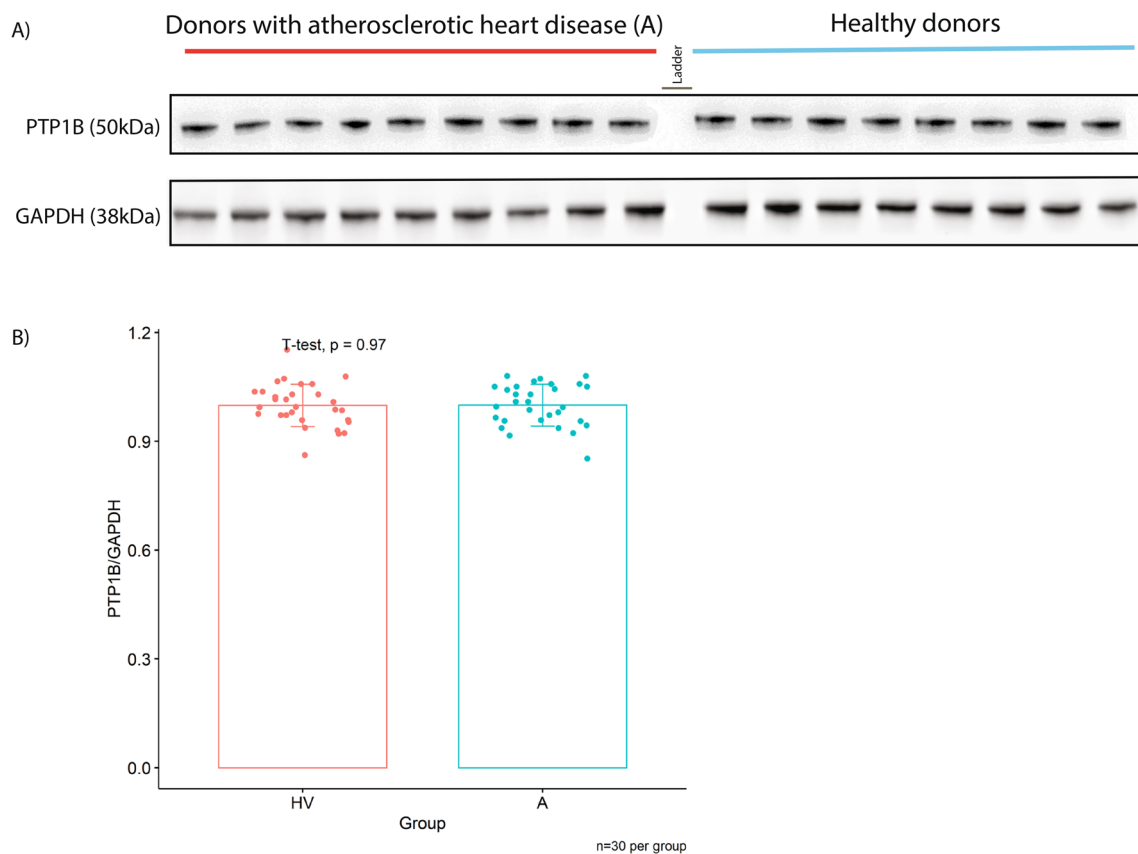 A)
Donors with atherosclerotic heart disease (A)
Ladder
Healthy donors
PTP1B (50kDa)
GAPDH (38kDa)
B)
T-test, p = 0.97
1.2
0.9
0.6
0.3
0.0
PTP1B/GAPDH
HV
A
Group
n=30 per group